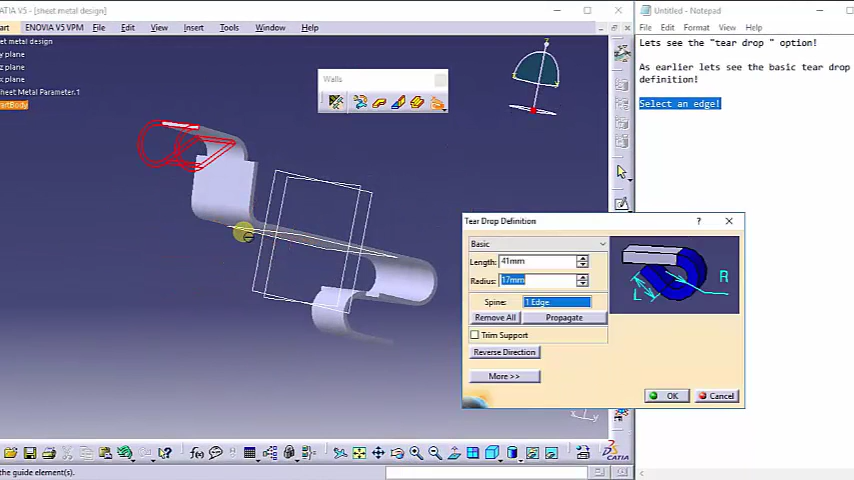 CATIA V5 - [sheet metal design]
Untitled - Notepad
ENOVIA V5 VPM File Edit View Insert Tools Window Help
File Edit Format View Help
Lets see the "tear drop " option!
As earlier lets see the basic tear drop
definition!
Select an edge!
eet metal design
y plane
z plane
x plane
Sheet Metal Parameter.1
artBody
Walls
z
Tear Drop Definition ? 
Basic
Length: 41mm
Radius: 17mm
Spine: 1 Edge
Remove All Propagate
Trim Support
Reverse Direction
More >>
OK Cancel
L R
x y
f(x)
CATIA
the guide element(s).